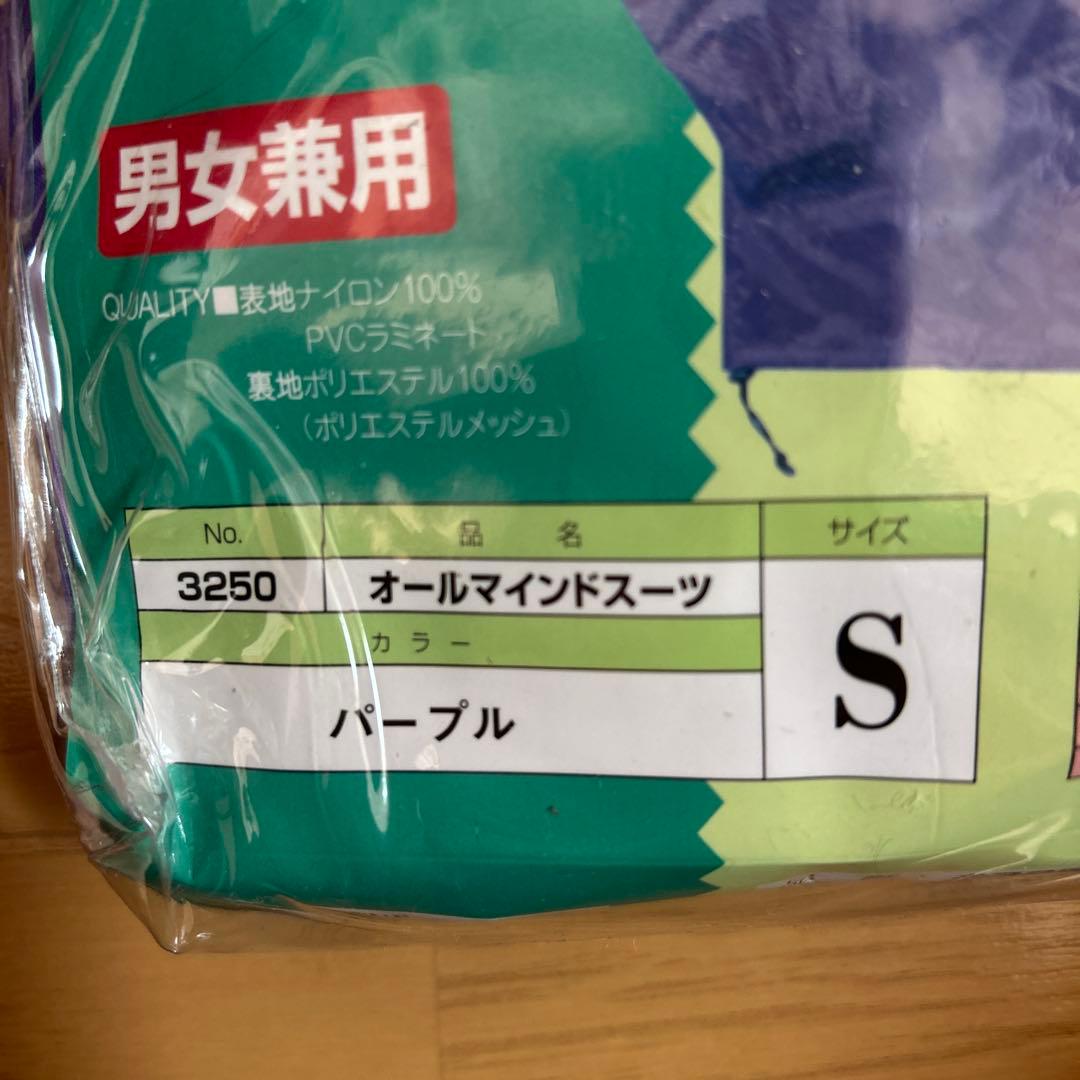 男女兼用
QUALITY■表地ナイロン100%
PVCラミネート
裏地ポリエステル100%
(ポリエステルメッシュ)
No. 品名 サイズ
3250 オールマインドスーツ S
カラー
パープル